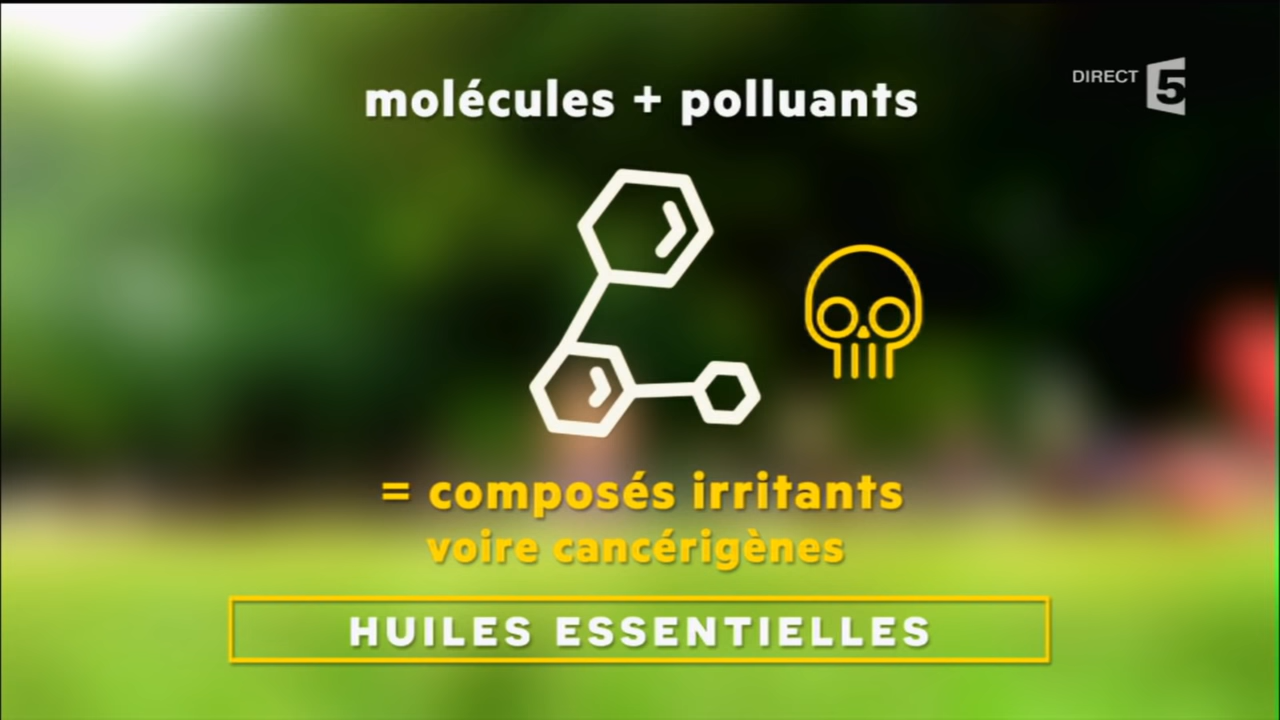 DIRECT 5
molécules + polluants
= composés irritants
voire cancérigènes
HUILES ESSENTIELLES